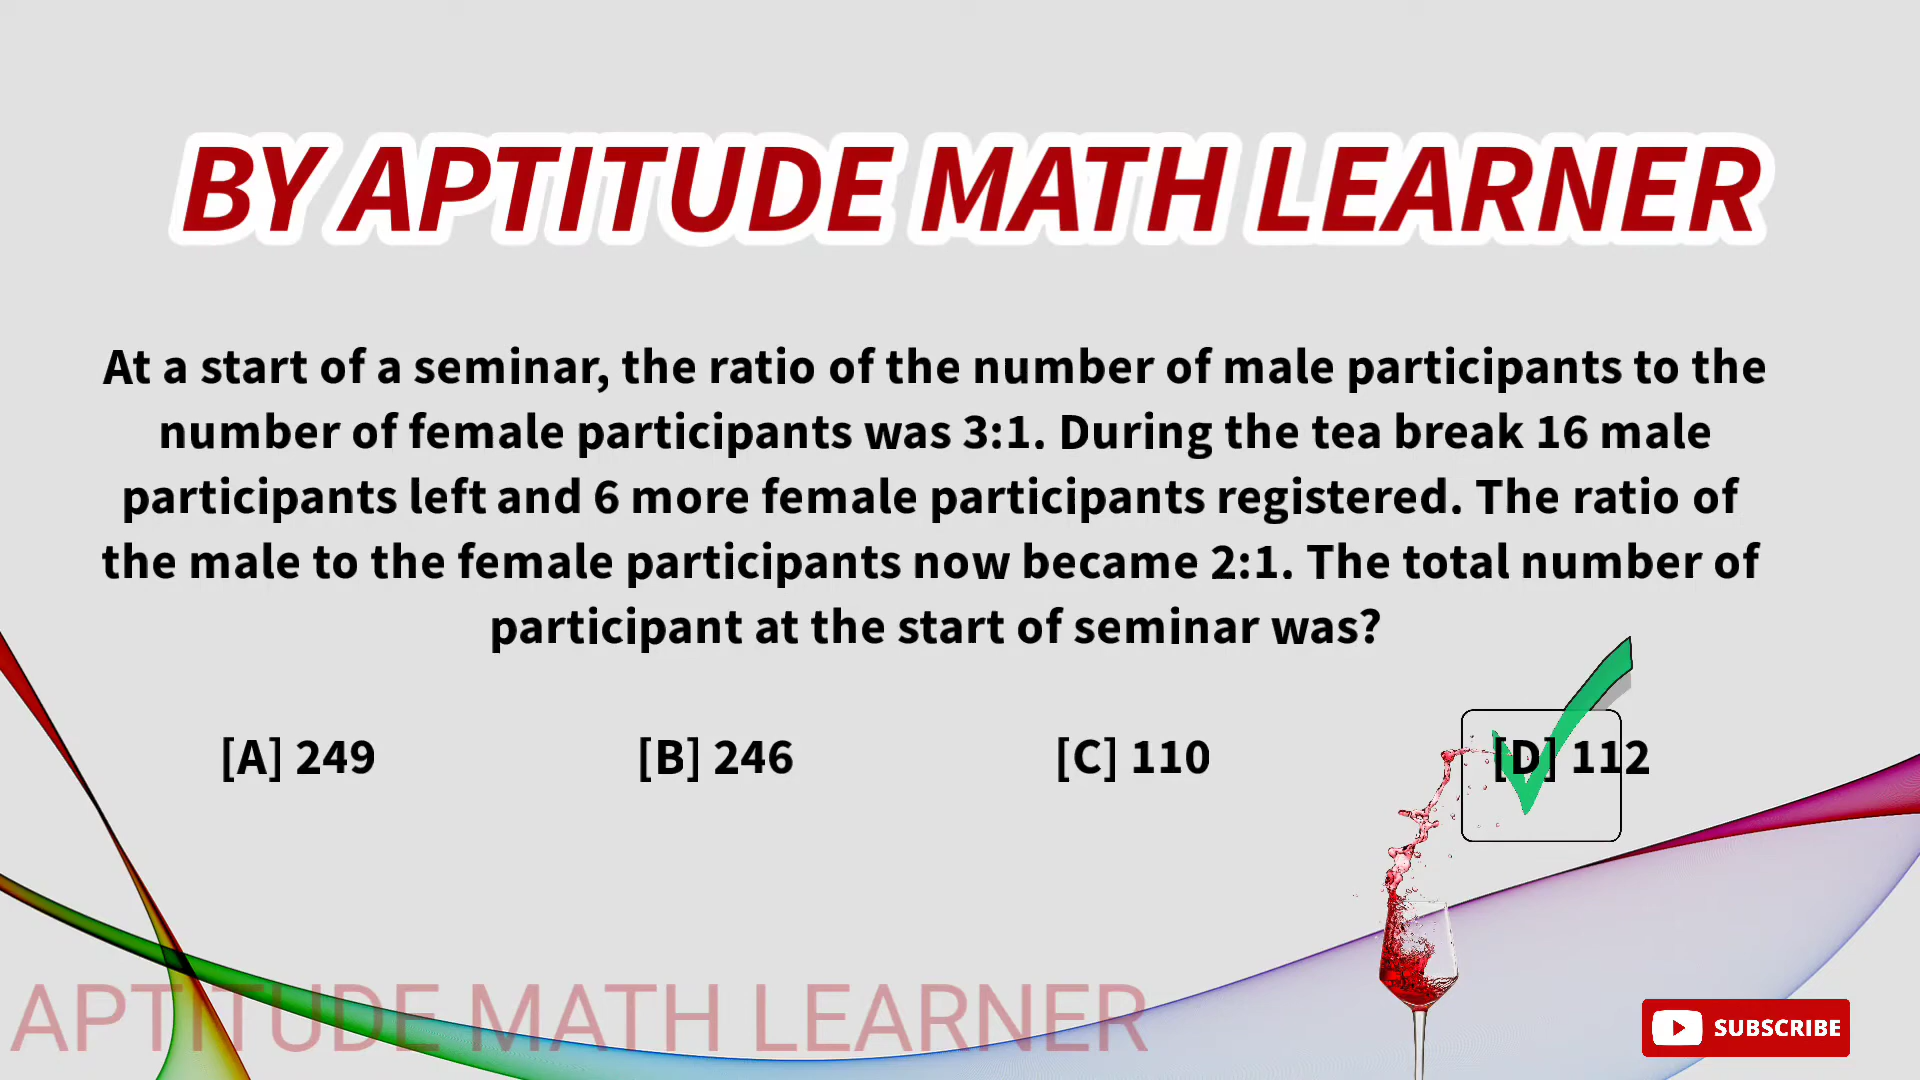 BY APTITUDE MATH LEARNER
At a start of a seminar, the ratio of the number of male participants to the
number of female participants was 3:1. During the tea break 16 male
participants left and 6 more female participants registered. The ratio of
the male to the female participants now became 2:1. The total number of
participant at the start of seminar was?
[A] 249 [B] 246 [C] 110 [D] 112
APTITUDE MATH LEARNER
SUBSCRIBE